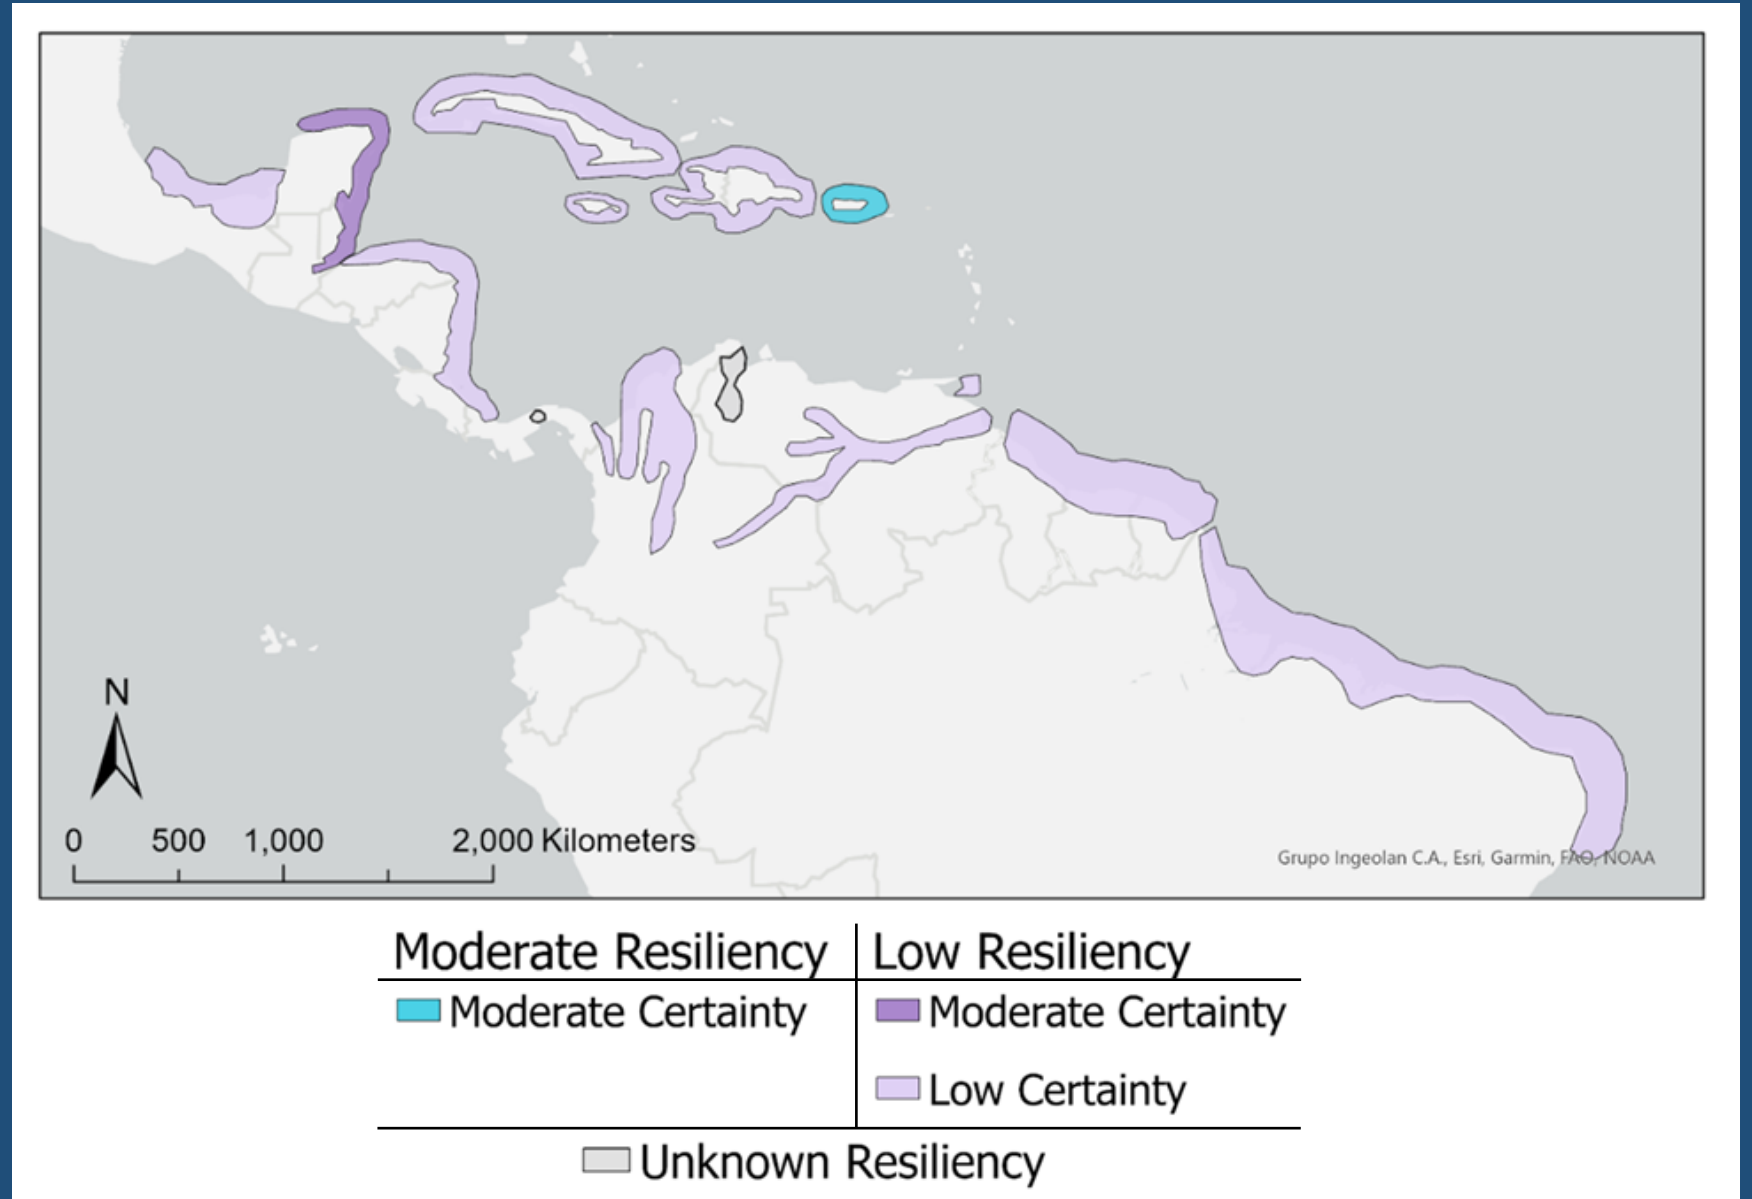 N
0 500 1,000 2,000 Kilometers
Grupo Ingeolan C.A., Esri, Garmin, FAO, NOAA
Moderate Resiliency Low Resiliency
Moderate Certainty Moderate Certainty
Low Certainty
Unknown Resiliency